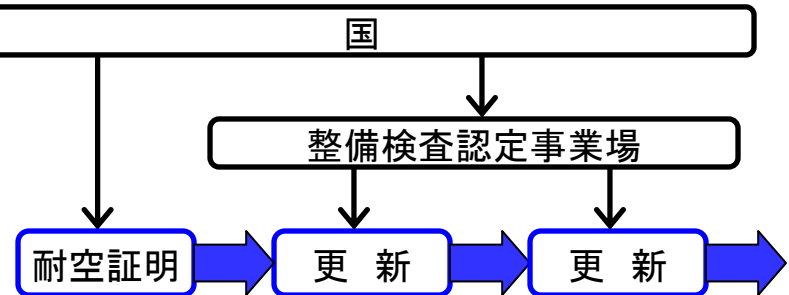 国
整備検査認定事業場
耐空証明
更 新
更 新